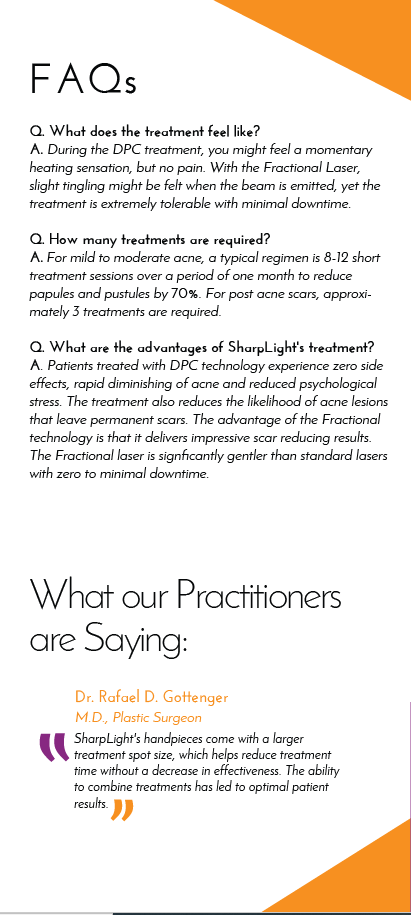 FAQs
Q. What does the treatment feel like?
A. During the DPC treatment, you might feel a momentary
heating sensation, but no pain. With the Fractional Laser,
slight tingling might be felt when the beam is emitted, yet the
treatment is extremely tolerable with minimal downtime.
Q. How many treatments are required?
A. For mild to moderate acne, a typical regimen is 8-12 short
treatment sessions over a period of one month to reduce
papules and pustules by 70%. For post acne scars, approxi-
mately 3 treatments are required.
Q. What are the advantages of SharpLight's treatment?
A. Patients treated with DPC technology experience zero side
effects, rapid diminishing of acne and reduced psychological
stress. The treatment also reduces the likelihood of acne lesions
that leave permanent scars. The advantage of the Fractional
technology is that it delivers impressive scar reducing results.
The Fractional laser is signficantly gentler than standard lasers
with zero to minimal downtime.
What our Practitioners
are Saying:
Dr. Rafael D. Gottenger
M.D., Plastic Surgeon
“SharpLight's handpieces come with a larger
treatment spot size, which helps reduce treatment
time without a decrease in effectiveness. The ability
to combine treatments has led to optimal patient
results.”